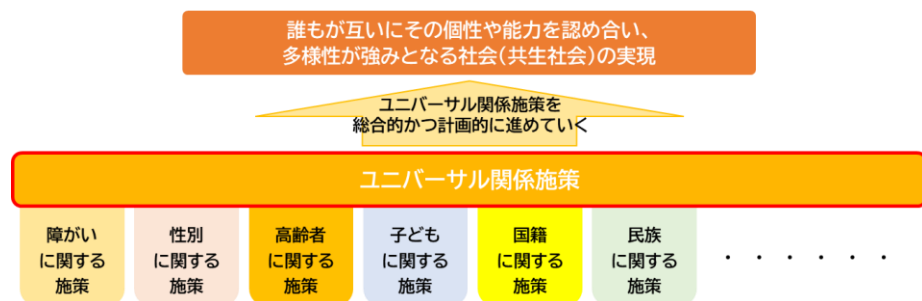 誰もが互いにその個性や能力を認め合い、
多様性が強みとなる社会(共生社会)の実現
ユニバーサル関係施策を
総合的かつ計画的に進めていく
ユニバーサル関係施策
障がい
に関する
施策
性別
に関する
施策
高齢者
に関する
施策
子ども
に関する
施策
国籍
に関する
施策
民族
に関する
施策
・・・・・・